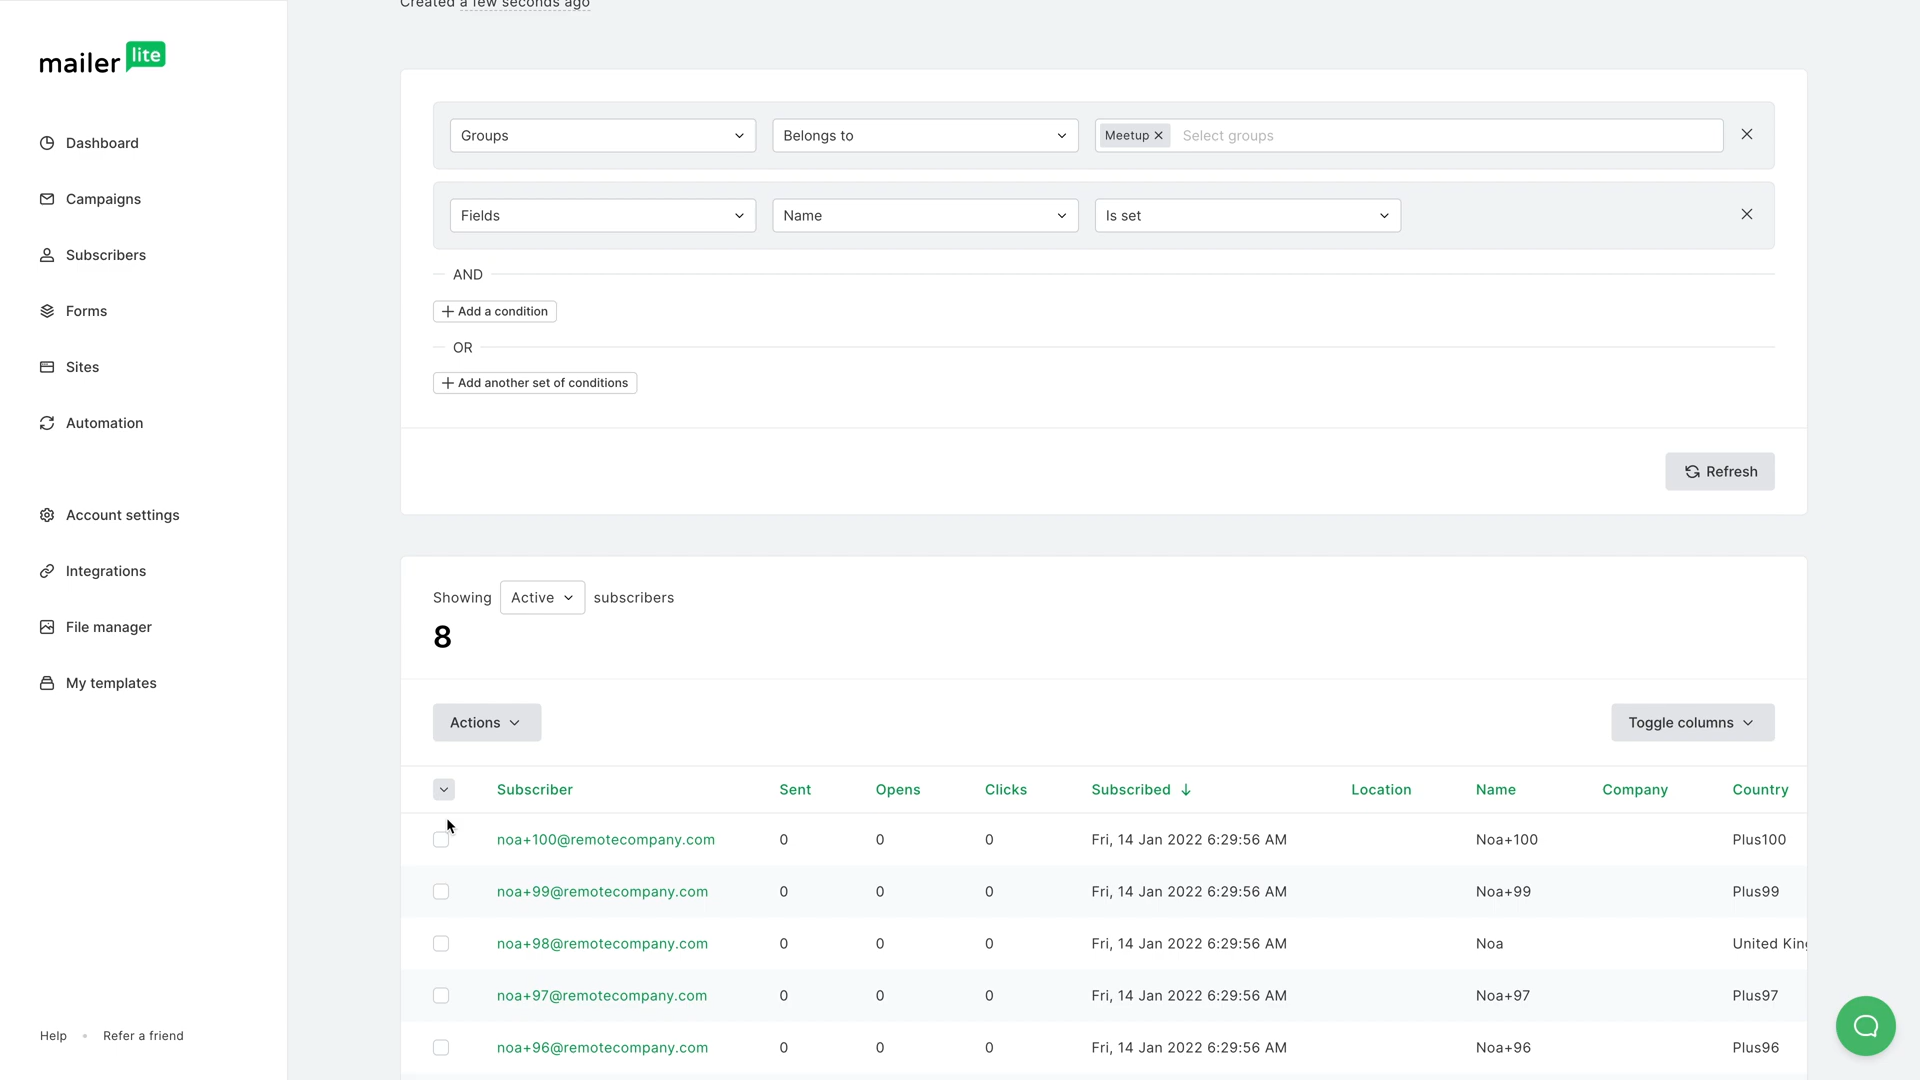 Created a few seconds ago
mailer lite
Dashboard
Campaigns
Subscribers
Forms
Sites
Automation
Account settings
Integrations
File manager
My templates
Help • Refer a friend
Groups Belongs to Meetup × Select groups
Fields Name Is set
AND
+ Add a condition
OR
+ Add another set of conditions
Refresh
Showing Active subscribers
8
Actions Toggle columns
Subscriber Sent Opens Clicks Subscribed ↓ Location Name Company Country
noa+100@remotecompany.com 0 0 0 Fri, 14 Jan 2022 6:29:56 AM Noa+100 Plus100
noa+99@remotecompany.com 0 0 0 Fri, 14 Jan 2022 6:29:56 AM Noa+99 Plus99
noa+98@remotecompany.com 0 0 0 Fri, 14 Jan 2022 6:29:56 AM Noa United King
noa+97@remotecompany.com 0 0 0 Fri, 14 Jan 2022 6:29:56 AM Noa+97 Plus97
noa+96@remotecompany.com 0 0 0 Fri, 14 Jan 2022 6:29:56 AM Noa+96 Plus96